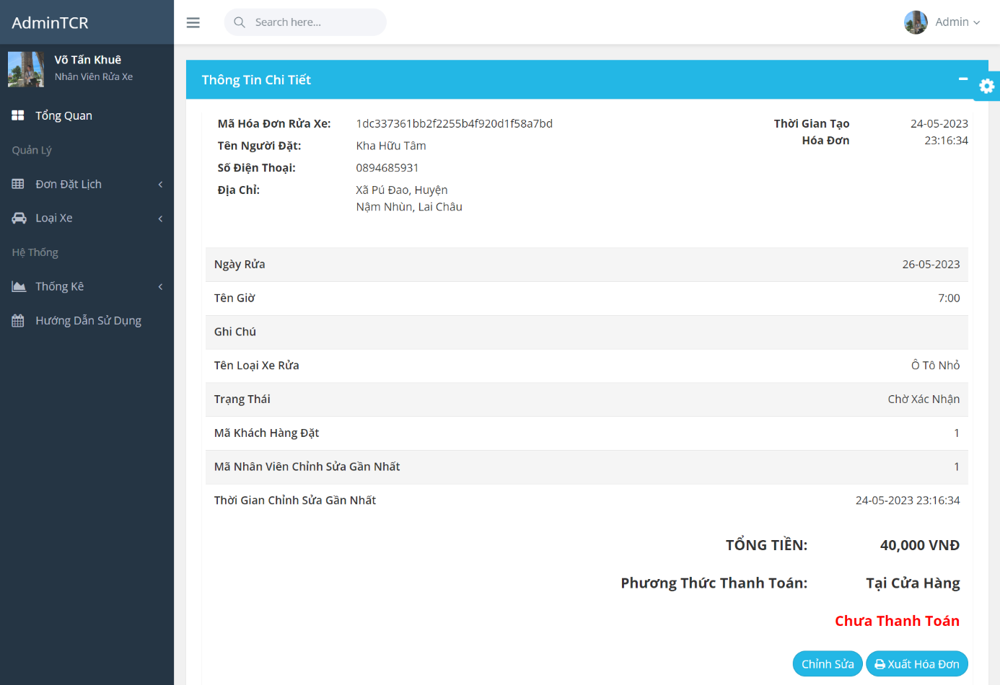 AdminTCR
Search here...
Admin
Võ Tấn Khuê
Nhân Viên Rửa Xe
Tổng Quan
Quản Lý
Đơn Đặt Lịch
Loại Xe
Hệ Thống
Thống Kê
Hướng Dẫn Sử Dụng
Thông Tin Chi Tiết
Mã Hóa Đơn Rửa Xe: 1dc337361bb2f2255b4f920d1f58a7bd
Tên Người Đặt: Kha Hữu Tâm
Số Điện Thoại: 0894685931
Địa Chỉ: Xã Pú Đao, Huyện
Nậm Nhùn, Lai Châu
Thời Gian Tạo 24-05-2023
Hóa Đơn 23:16:34
Ngày Rửa 26-05-2023
Tên Giờ 7:00
Ghi Chú
Tên Loại Xe Rửa Ô Tô Nhỏ
Trạng Thái Chờ Xác Nhận
Mã Khách Hàng Đặt 1
Mã Nhân Viên Chỉnh Sửa Gần Nhất 1
Thời Gian Chỉnh Sửa Gần Nhất 24-05-2023 23:16:34
TỔNG TIỀN: 40,000 VNĐ
Phương Thức Thanh Toán: Tại Cửa Hàng
Chưa Thanh Toán
Chỉnh Sửa Xuất Hóa Đơn